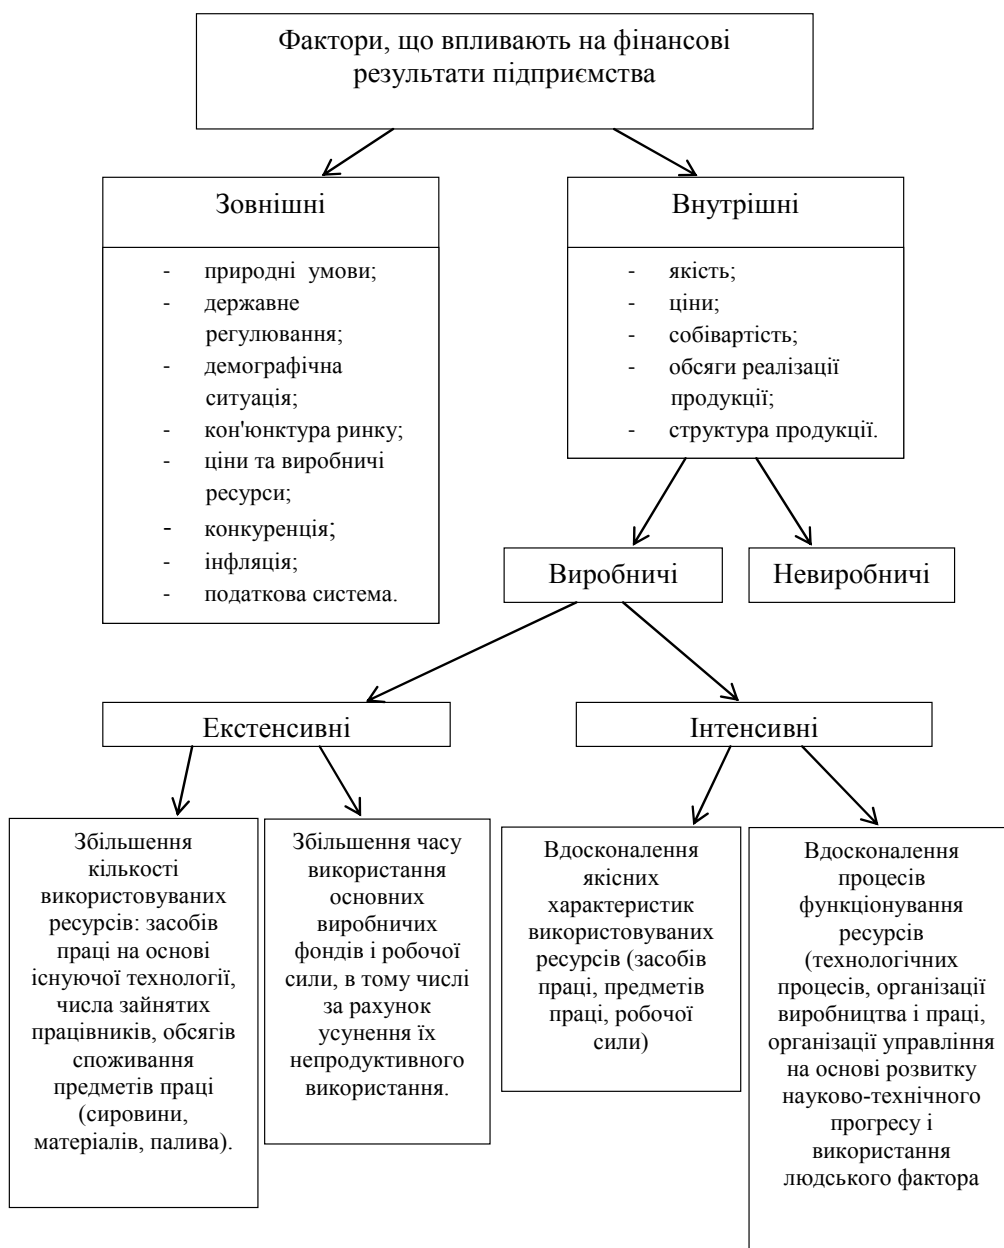 Фактори, що впливають на фінансові
результати підприємства
Зовнішні
- природні умови;
- державне
регулювання;
- демографічна
ситуація;
- кон'юнктура ринку;
- ціни та виробничі
ресурси;
- конкуренція;
- інфляція;
- податкова система.
Внутрішні
- якість;
- ціни;
- собівартість;
- обсяги реалізації
продукції;
- структура продукції.
Виробничі
Невиробничі
Екстенсивні
Інтенсивні
Збільшення
кількості
використовуваних
ресурсів: засобів
праці на основі
існуючої технології,
числа зайнятих
працівників, обсягів
споживання
предметів праці
(сировини,
матеріалів, палива).
Збільшення часу
використання
основних
виробничих
фондів і робочої
сили, в тому числі
за рахунок
усунення їх
непродуктивного
використання.
Вдосконалення
якісних
характеристик
використовуваних
ресурсів (засобів
праці, предметів
праці, робочої
сили)
Вдосконалення
процесів
функціонування
ресурсів
(технологічних
процесів, організації
виробництва і праці,
організації управління
на основі розвитку
науково-технічного
прогресу і
використання
людського фактора